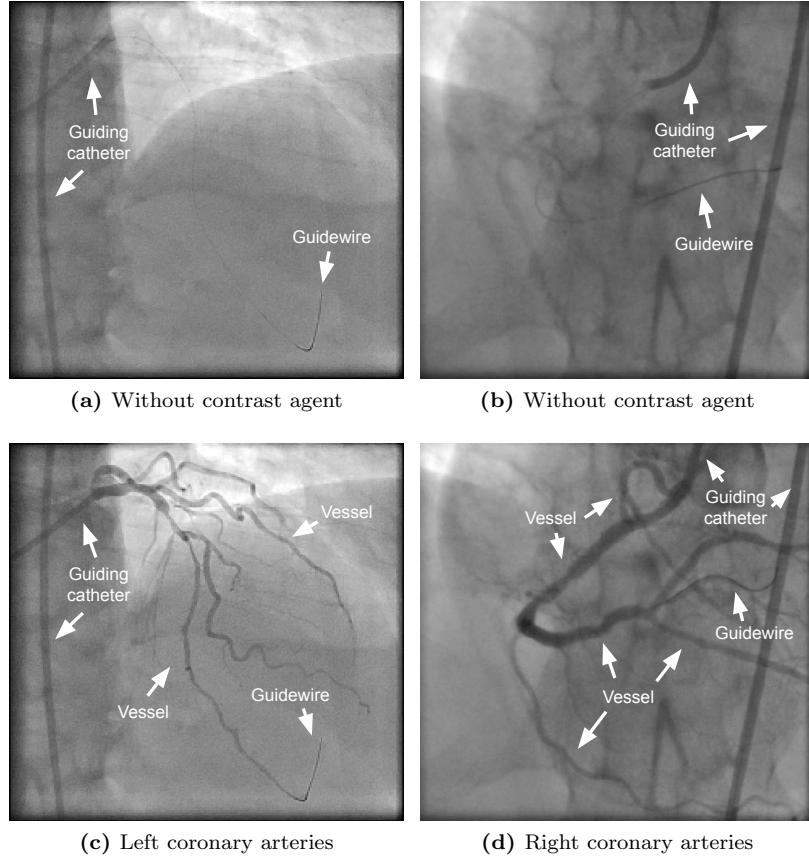 Guiding
catheter
Guidewire
(a) Without contrast agent
Guiding
catheter
Guidewire
(b) Without contrast agent
Vessel
Guiding
catheter
Vessel
Guidewire
(c) Left coronary arteries
Vessel
Guiding
catheter
Guidewire
Vessel
(d) Right coronary arteries